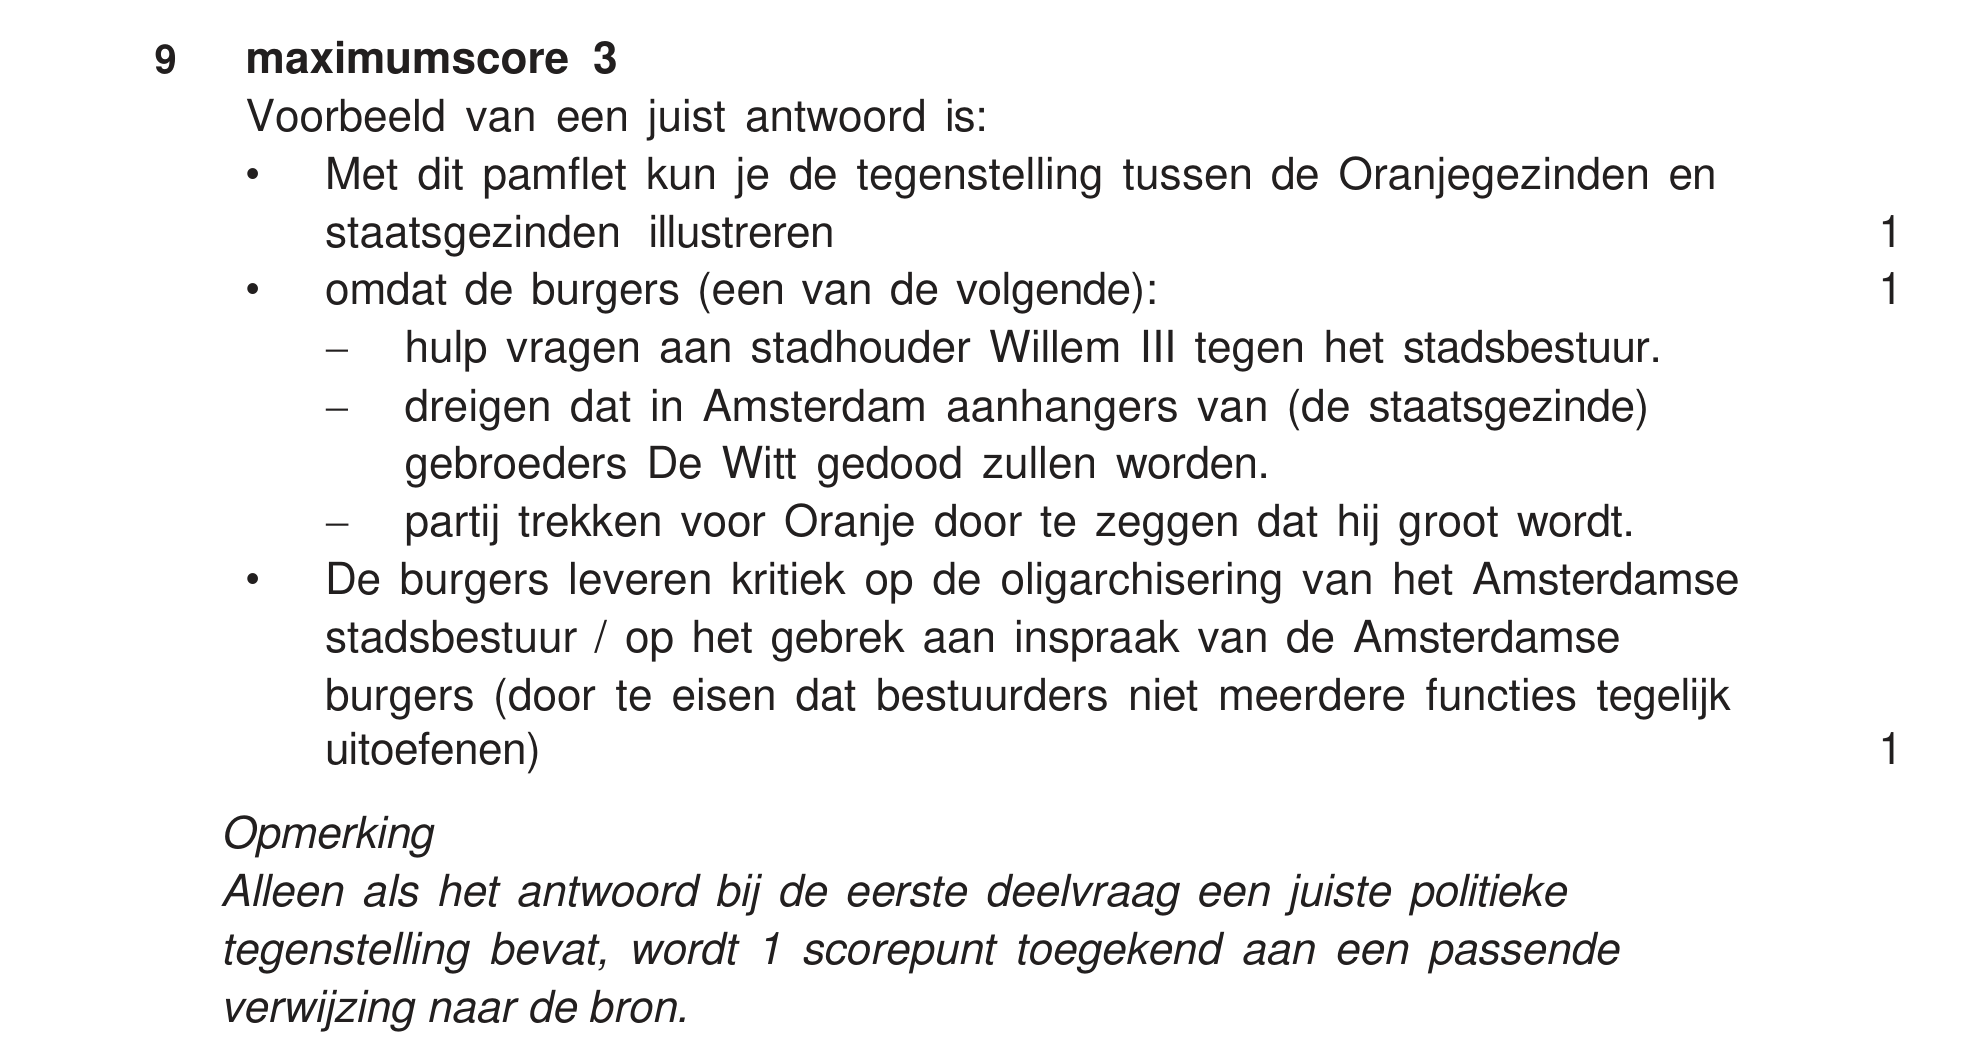 9 maximumscore 3
Voorbeeld van een juist antwoord is:
• Met dit pamflet kun je de tegenstelling tussen de Oranjegezinden en
staatsgezinden illustreren 1
• omdat de burgers (een van de volgende): 1
− hulp vragen aan stadhouder Willem III tegen het stadsbestuur.
− dreigen dat in Amsterdam aanhangers van (de staatsgezinde)
gebroeders De Witt gedood zullen worden.
− partij trekken voor Oranje door te zeggen dat hij groot wordt.
• De burgers leveren kritiek op de oligarchisering van het Amsterdamse
stadsbestuur / op het gebrek aan inspraak van de Amsterdamse
burgers (door te eisen dat bestuurders niet meerdere functies tegelijk
uitoefenen) 1
Opmerking
Alleen als het antwoord bij de eerste deelvraag een juiste politieke
tegenstelling bevat, wordt 1 scorepunt toegekend aan een passende
verwijzing naar de bron.